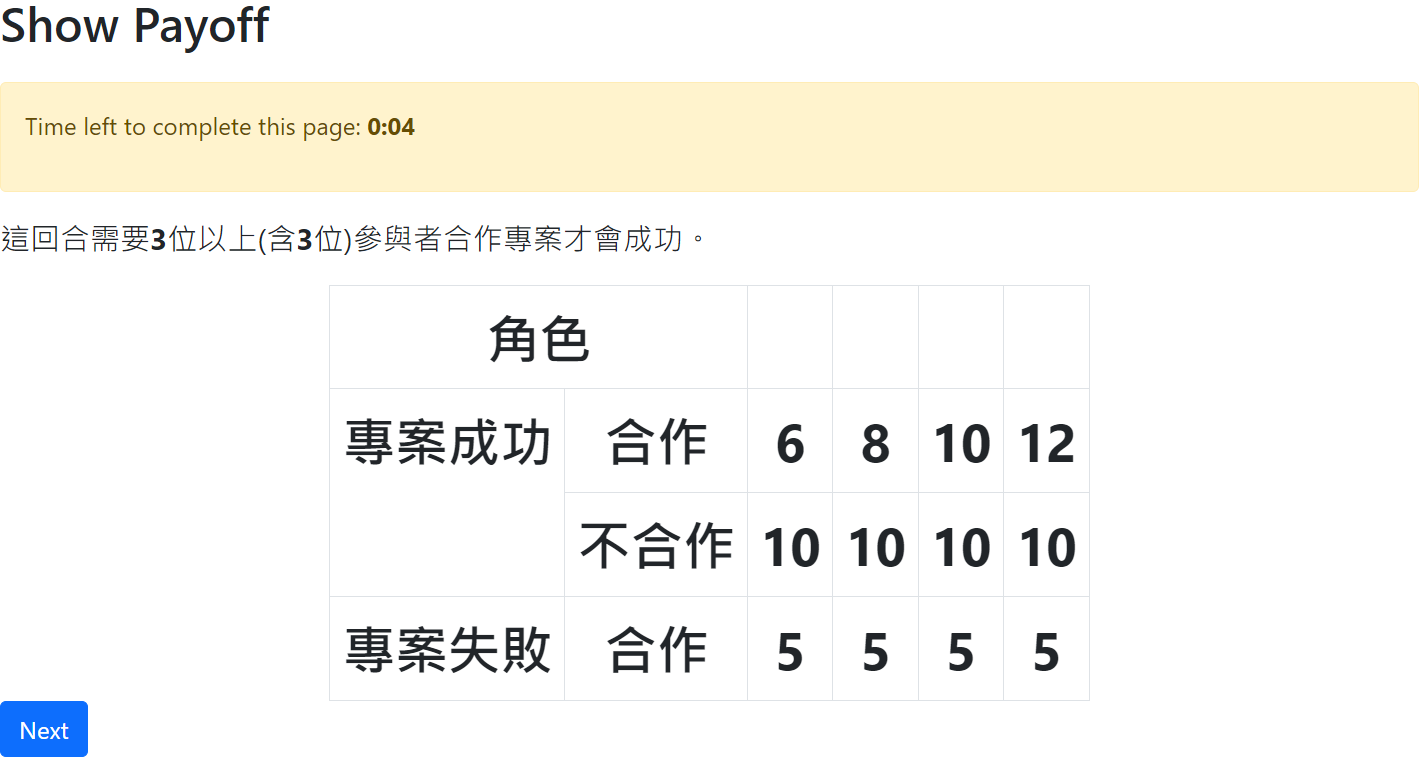 Show Payoff
Time left to complete this page: 0:04
這回合需要3位以上(含3位)參與者合作專案才會成功。
角色
專案成功 合作 6 8 10 12
不合作 10 10 10 10
專案失敗 合作 5 5 5 5
Next